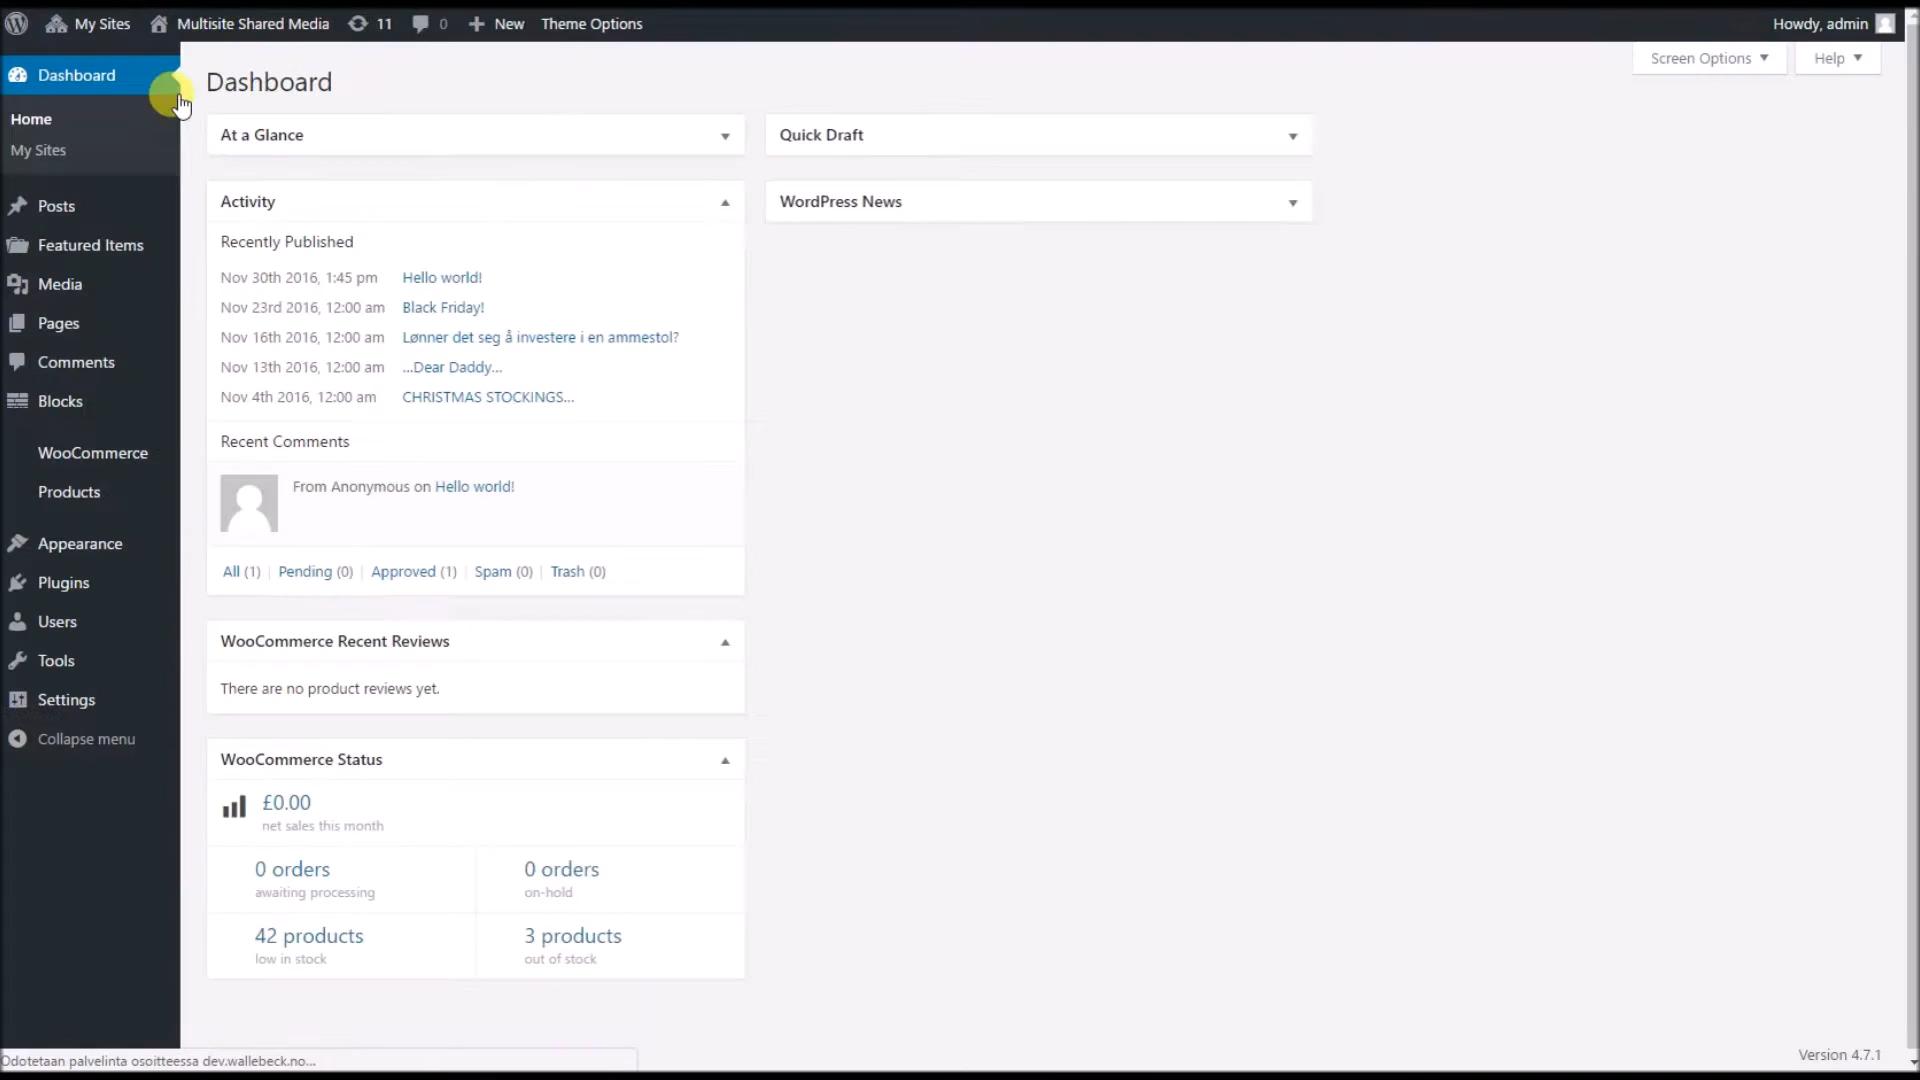 My Sites Multisite Shared Media 11 0 New Theme Options Howdy, admin
Screen Options Help
Dashboard
Home
My Sites
Posts
Featured Items
Media
Pages
Comments
Blocks
WooCommerce
Products
Appearance
Plugins
Users
Tools
Settings
Collapse menu
Dashboard
At a Glance
Activity
Recently Published
Nov 30th 2016, 1:45 pm Hello world!
Nov 23rd 2016, 12:00 am Black Friday!
Nov 16th 2016, 12:00 am Lønner det seg å investere i en ammestol?
Nov 13th 2016, 12:00 am ...Dear Daddy...
Nov 4th 2016, 12:00 am CHRISTMAS STOCKINGS...
Recent Comments
From Anonymous on Hello world!
All (1) | Pending (0) | Approved (1) | Spam (0) | Trash (0)
WooCommerce Recent Reviews
There are no product reviews yet.
WooCommerce Status
£0.00
net sales this month
0 orders
awaiting processing
0 orders
on-hold
42 products
low in stock
3 products
out of stock
Quick Draft
WordPress News
Odotetaan palvelinta osoitteessa dev.wallebeck.no...
Version 4.7.1